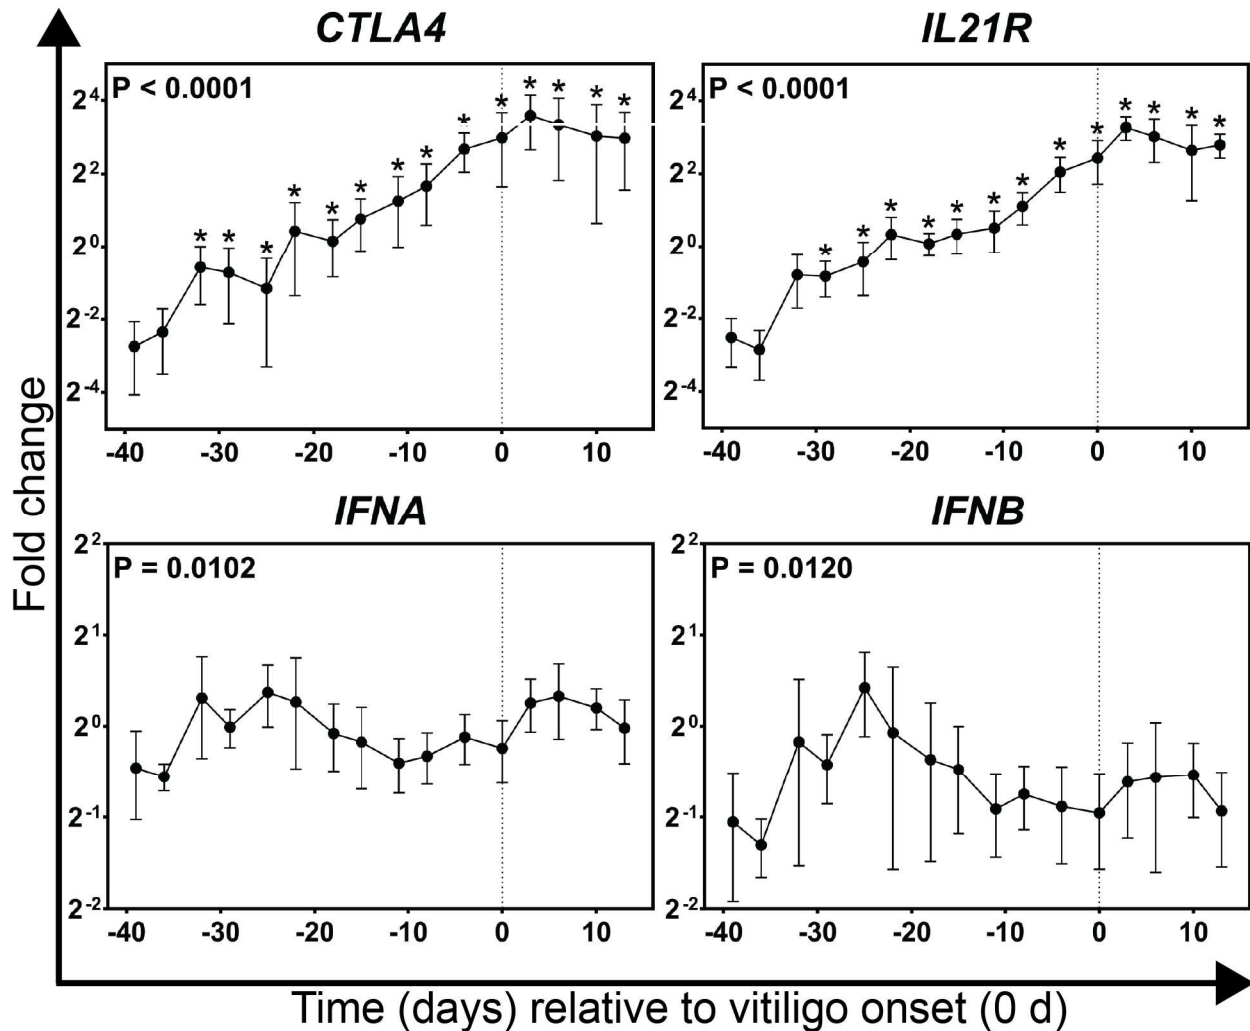 CTLA4 IL21R
P < 0.0001 P < 0.0001
* * * * * * * * * * * * * *
* * * * * * * * * * * * *
2⁴ 2⁴
2² 2²
2⁰ 2⁰
2⁻² 2⁻²
2⁻⁴ 2⁻⁴
-40 -30 -20 -10 0 10 -40 -30 -20 -10 0 10
Fold change
IFNA IFNB
P = 0.0102 P = 0.0120
2² 2²
2¹ 2¹
2⁰ 2⁰
2⁻¹ 2⁻¹
2⁻² 2⁻²
-40 -30 -20 -10 0 10 -40 -30 -20 -10 0 10
Time (days) relative to vitiligo onset (0 d)